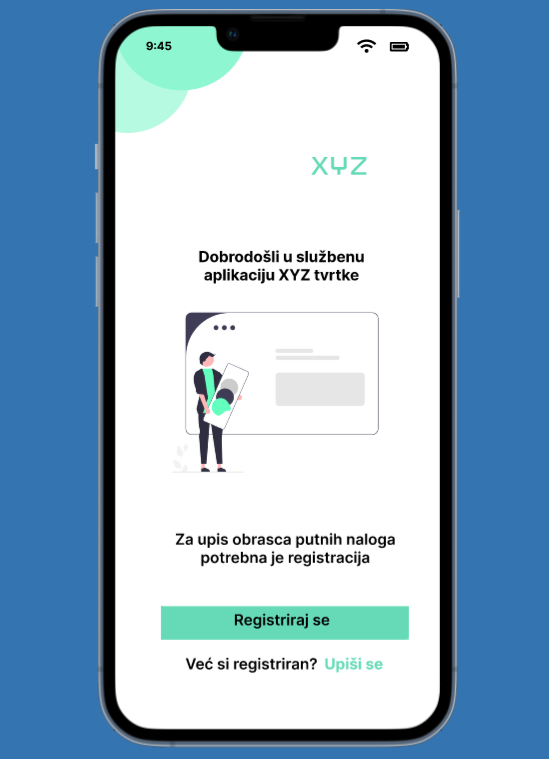 9:45
XYZ
Dobrodošli u službenu
aplikaciju XYZ tvrtke
Za upis obrasca putnih naloga
potrebna je registracija
Registriraj se
Već si registriran? Upiši se